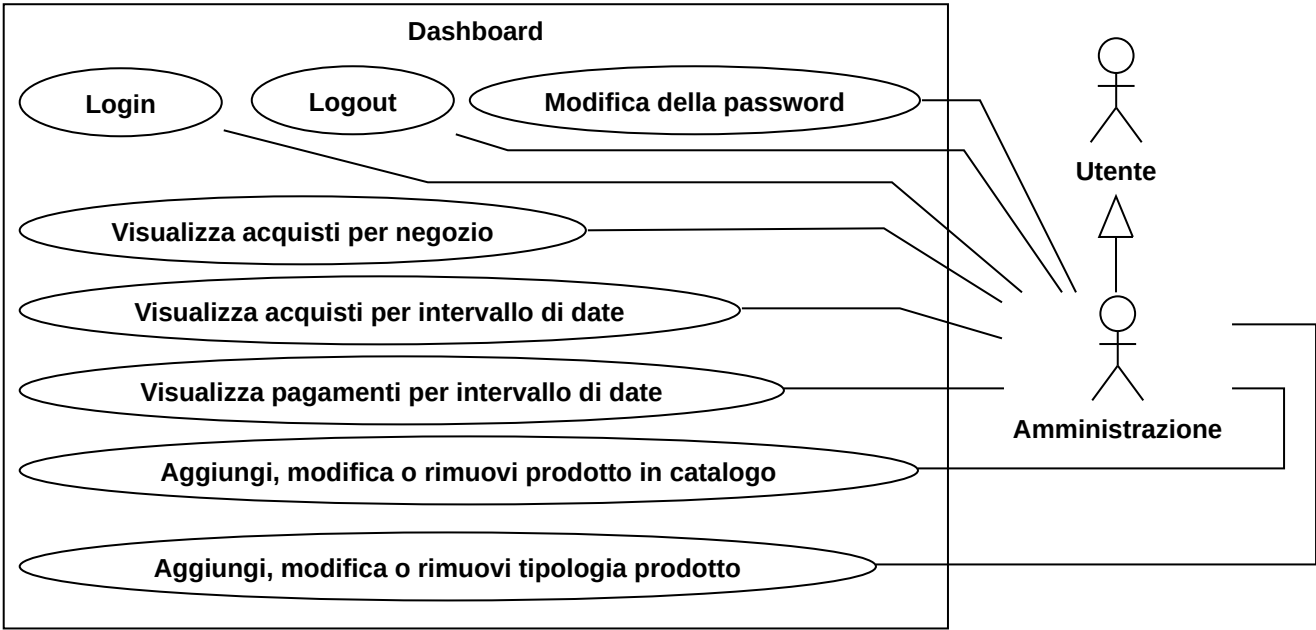 Dashboard
Login
Logout
Modifica della password
Utente
Visualizza acquisti per negozio
Visualizza acquisti per intervallo di date
Visualizza pagamenti per intervallo di date
Amministrazione
Aggiungi, modifica o rimuovi prodotto in catalogo
Aggiungi, modifica o rimuovi tipologia prodotto